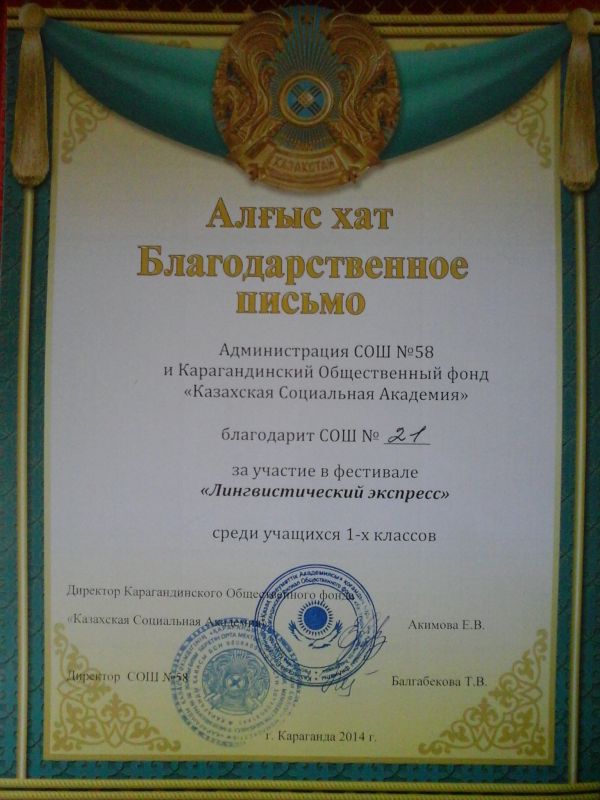 ҚАЗАҚСТАН
Алғыс хат
Благодарственное
письмо
Администрация СОШ №58
и Карагандинский Общественный фонд
«Казахская Социальная Академия»
благодарит СОШ № 21
за участие в фестивале
«Лингвистический экспресс»
среди учащихся 1-х классов
Директор Карагандинского Общественного фонда
«Казахская Социальная Академия» Акимова Е.В.
Директор СОШ №58 Балгабекова Т.В.
г. Караганда 2014 г.